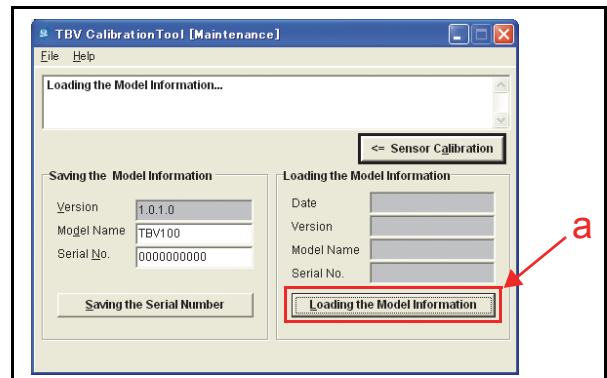 TBV CalibrationTool [Maintenance]
File Help
Loading the Model Information...
<= Sensor Calibration
Saving the Model Information
Version 1.0.1.0
Model Name TBV100
Serial No. 0000000000
Saving the Serial Number
Loading the Model Information
Date
Version
Model Name
Serial No.
Loading the Model Information
a